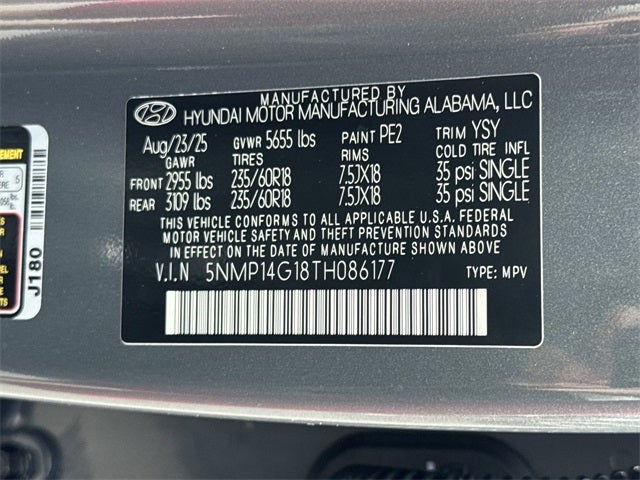 MANUFACTURED BY
HYUNDAI MOTOR MANUFACTURING ALABAMA, LLC
Aug/23/25 GVWR 5655 lbs PAINT PE2 TRIM YSY
GAWR TIRES RIMS COLD TIRE INFL
FRONT 2955 lbs 235/60R18 7.5JX18 35 psi SINGLE
REAR 3109 lbs 235/60R18 7.5JX18 35 psi SINGLE
THIS VEHICLE CONFORMS TO ALL APPLICABLE U.S.A. FEDERAL
MOTOR VEHICLE SAFETY AND THEFT PREVENTION STANDARDS
IN EFFECT ON THE DATE OF MANUFACTURE SHOWN ABOVE.
V.I.N 5NMP14G18TH086177 TYPE: MPV
J180